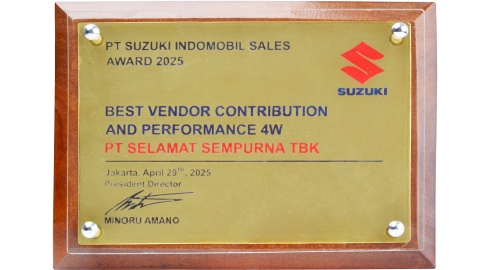 PT SUZUKI INDOMOBIL SALES
AWARD 2025
SUZUKI
BEST VENDOR CONTRIBUTION
AND PERFORMANCE 4W
PT SELAMAT SEMPURNA TBK
Jakarta, April 29th, 2025
President Director
MINORU AMANO